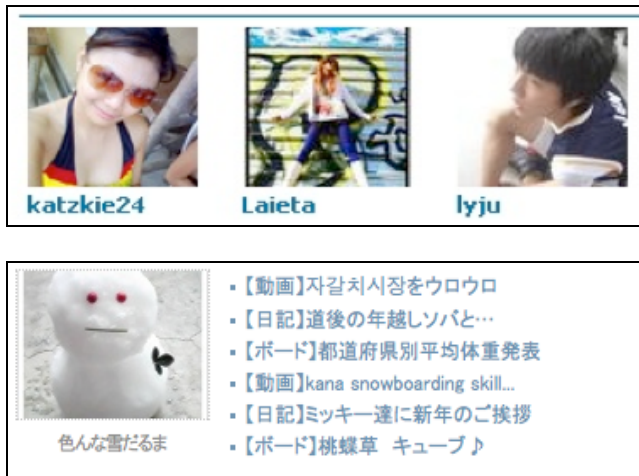 katzkie24
Laieta
lyju
【動画】자갈치시장をウロウロ
【日記】道後の年越しソバと…
【ボード】都道府県別平均体重発表
【動画】kana snowboarding skill...
【日記】ミッキー達に新年のご挨拶
【ボード】桃蝶草 キューブ♪
色んな雪だるま